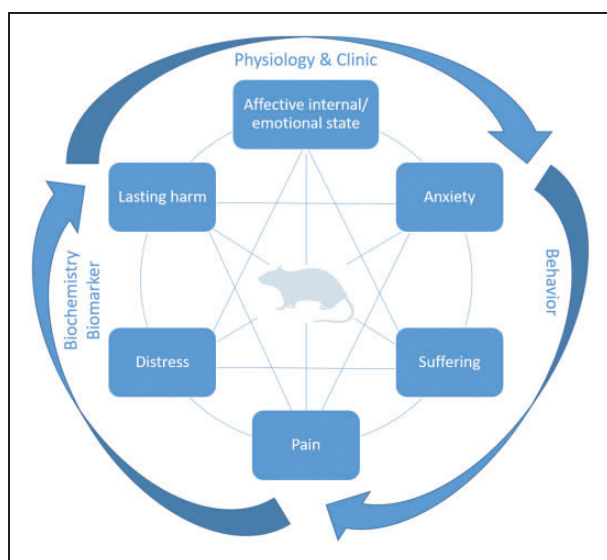 Physiology & Clinic
Affective internal/
emotional state
Lasting harm
Anxiety
Biochemistry
Biomarker
Behavior
Distress
Suffering
Pain